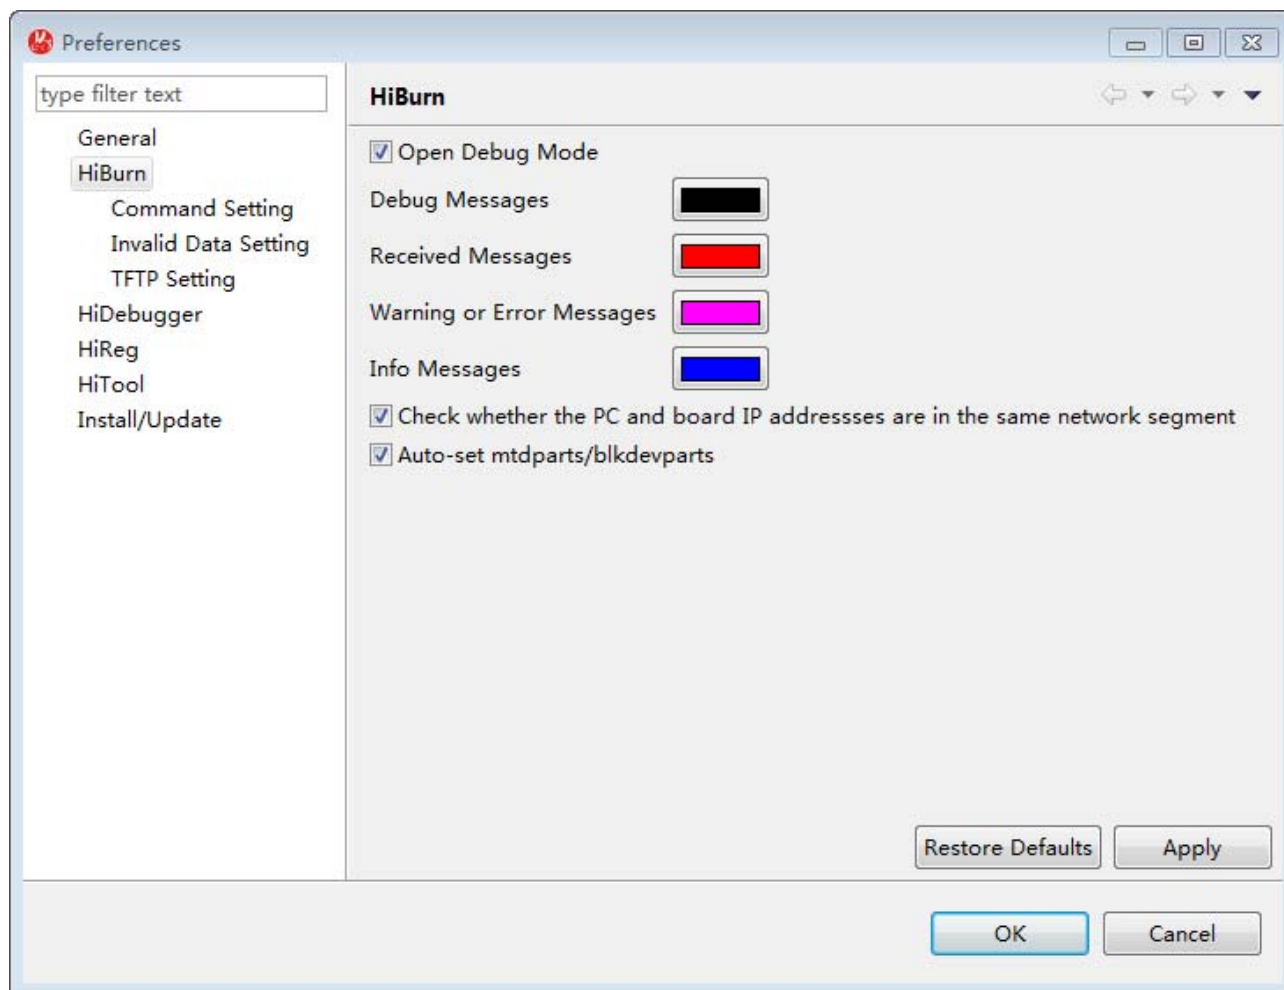 Preferences
type filter text
General
HiBurn
Command Setting
Invalid Data Setting
TFTP Setting
HiDebugger
HiReg
HiTool
Install/Update
HiBurn
Open Debug Mode
Debug Messages
Received Messages
Warning or Error Messages
Info Messages
Check whether the PC and board IP addressses are in the same network segment
Auto-set mtdparts/blkdevparts
Restore Defaults
Apply
OK
Cancel